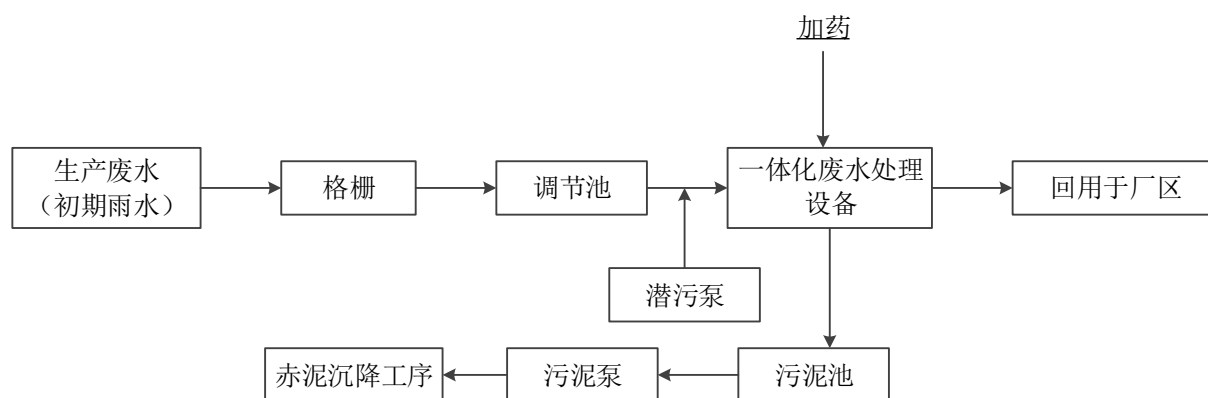 加药
生产废水
（初期雨水）
格栅
调节池
一体化废水处理
设备
回用于厂区
潜污泵
赤泥沉降工序
污泥泵
污泥池